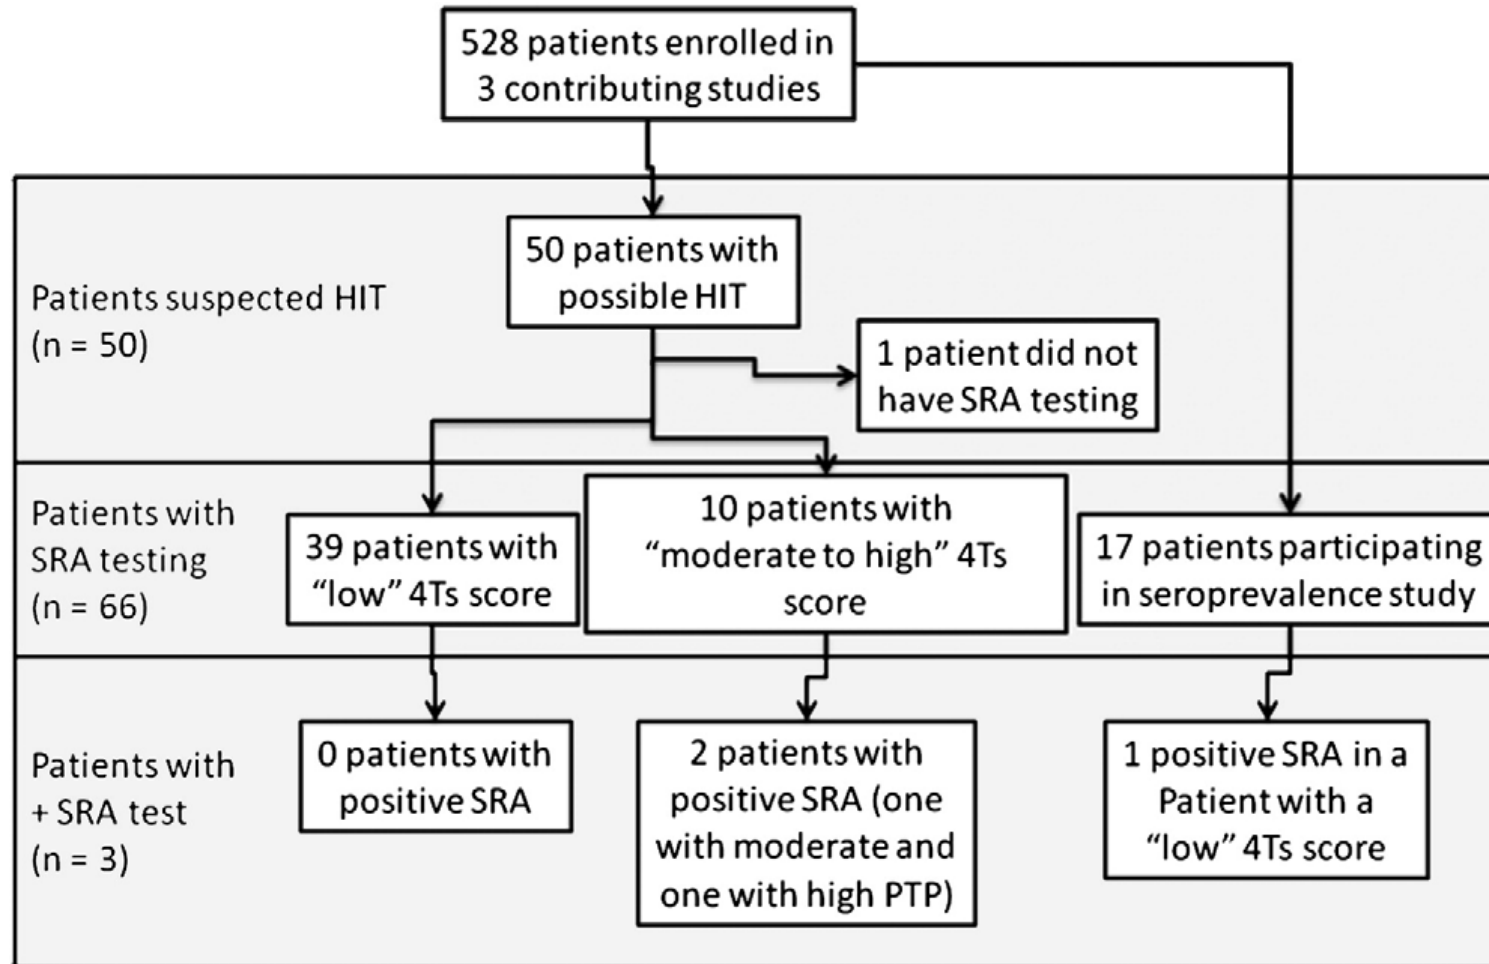 528 patients enrolled in
3 contributing studies
50 patients with
possible HIT
Patients suspected HIT
(n = 50)
1 patient did not
have SRA testing
Patients with
SRA testing
(n = 66)
39 patients with
“low” 4Ts score
10 patients with
“moderate to high” 4Ts
score
17 patients participating
in seroprevalence study
Patients with
+ SRA test
(n = 3)
0 patients with
positive SRA
2 patients with
positive SRA (one
with moderate and
one with high PTP)
1 positive SRA in a
Patient with a
“low” 4Ts score